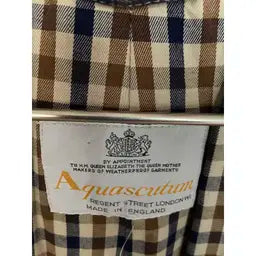 BY APPOINTMENT
TO H.M. QUEEN ELIZABETH THE QUEEN MOTHER
MAKERS OF WEATHERPROOF GARMENTS
Aquascutum
REGENT STREET LONDON W1
MADE IN ENGLAND